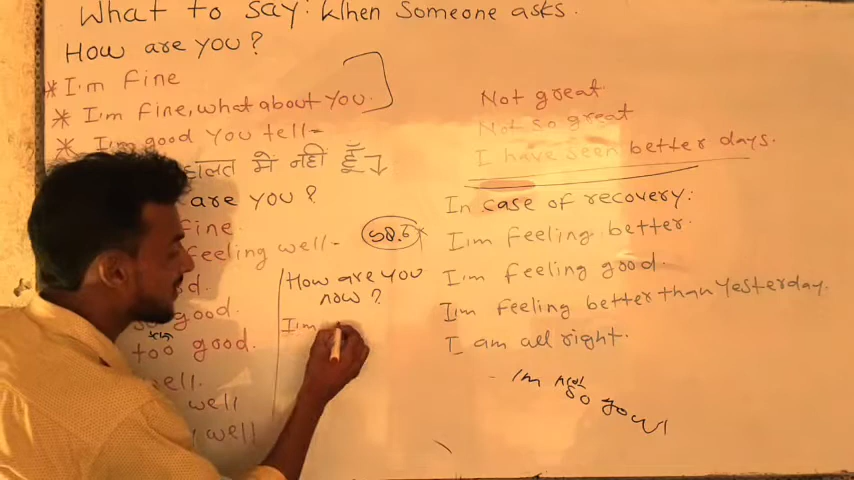 What to say: When Someone asks.
How are you?
* I'm Fine
* I'm Fine, what about You.
* I'm good You tell-
हालत मे नहीं हूँ ↓
are you?
fine
feeling well-
good.
too good.
well.
well
well
How are you
now?
I'm
Not great.
Not so great
I have seen better days.
In case of recovery:
I'm feeling better.
I'm feeling good.
I'm feeling better than yesterday.
I am all right.
I'm not
so good